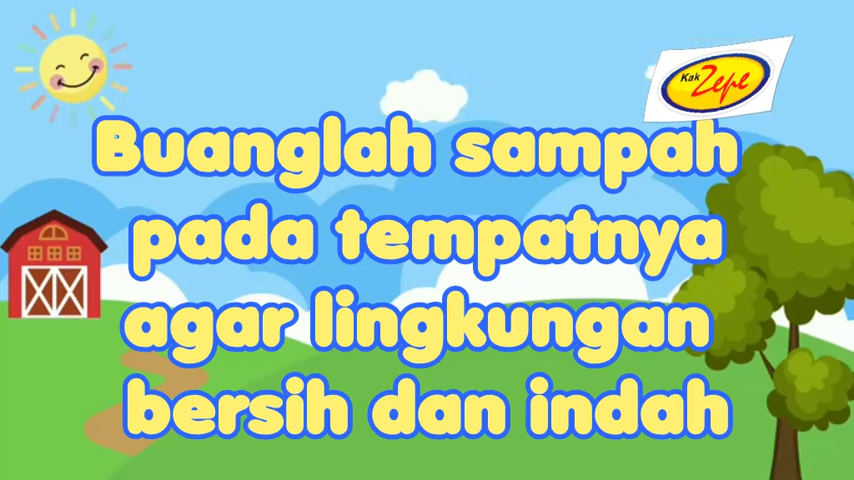 Kak Zepe
Buanglah sampah
pada tempatnya
agar lingkungan
bersih dan indah